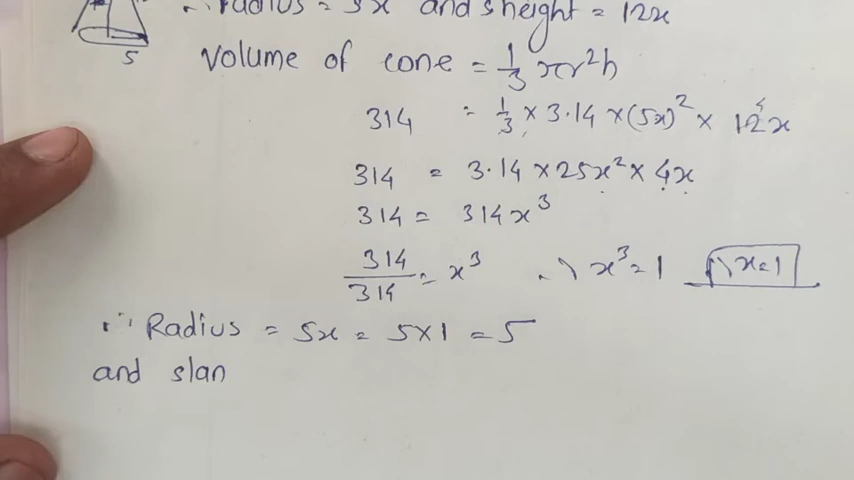 ∴ radius = 5x and sheight = 12x
5
Volume of cone = 1/3 πr²h
314 = 1/3 × 3.14 × (5x)² × 12x 4
314 = 3.14 × 25x² × 4x
314 = 314x³
314/314 = x³ ∴ x³ = 1 ∴ x = 1
∴ Radius = 5x = 5×1 = 5
and slan